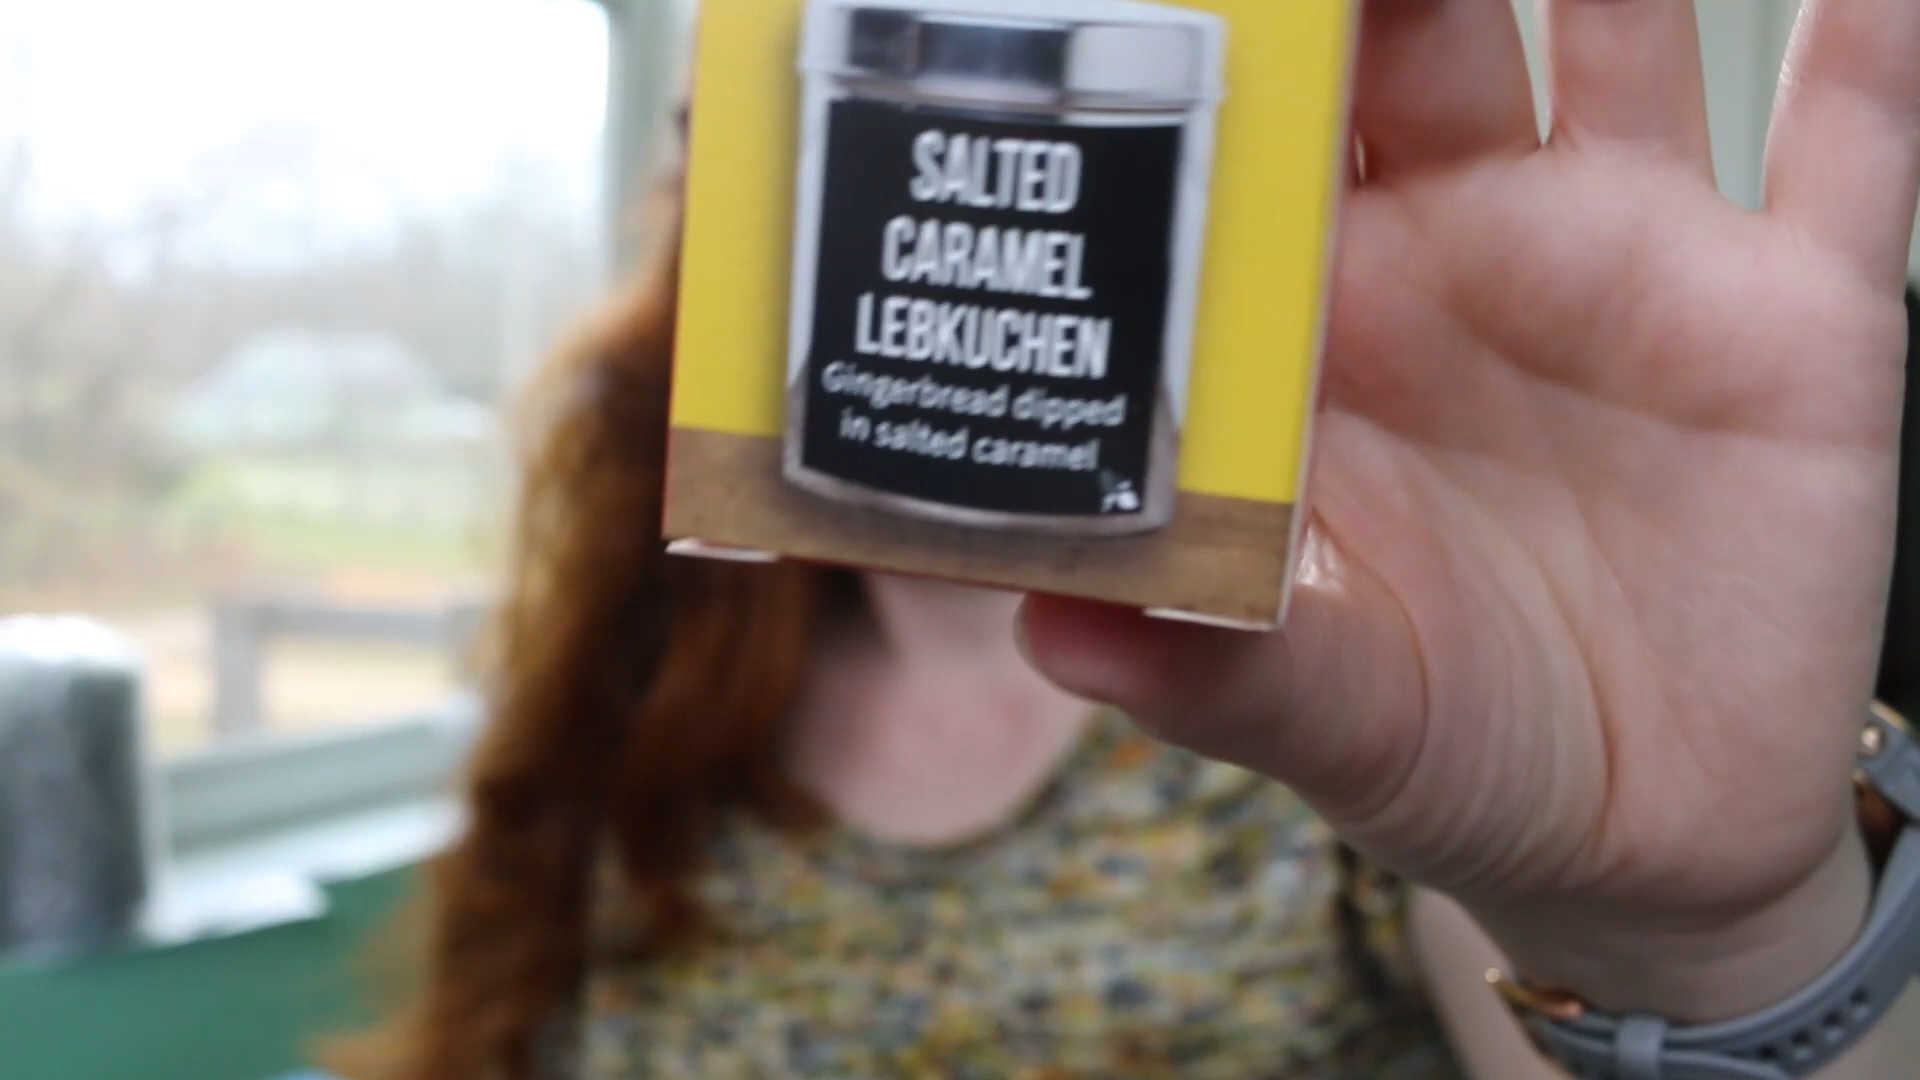 SALTED
CARAMEL
LEBKUCHEN
Gingerbread dipped
in salted caramel